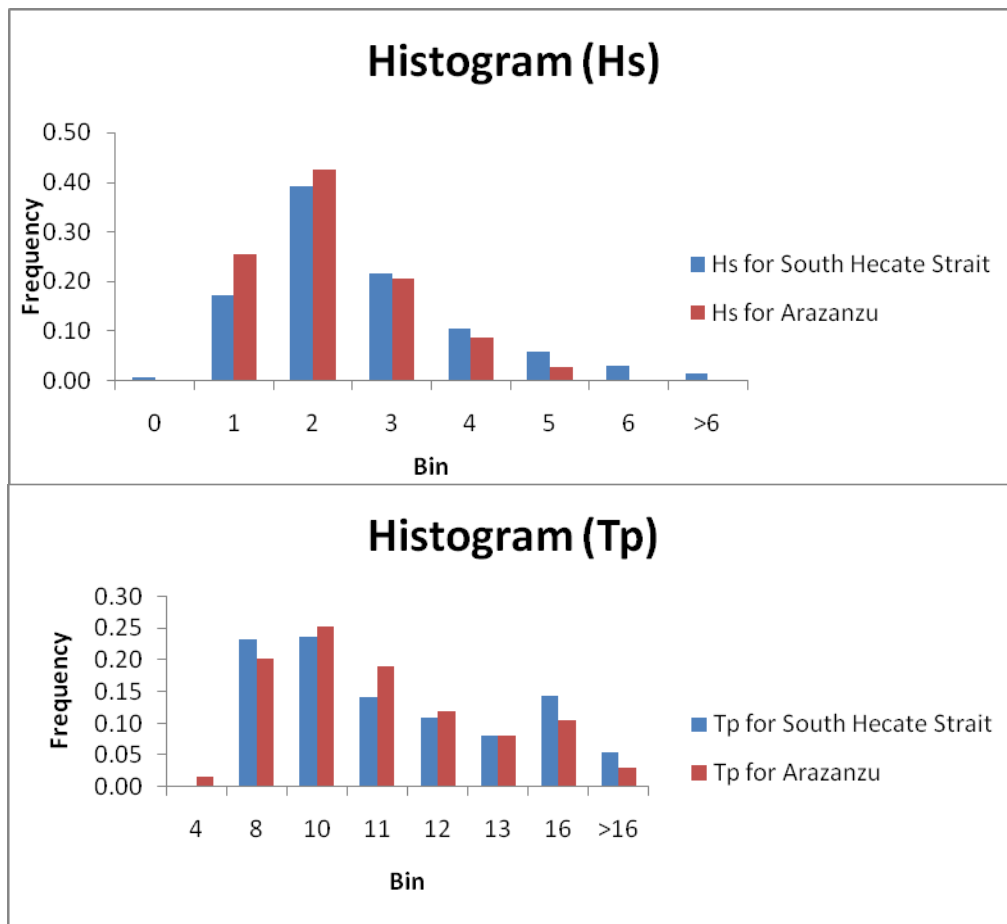 Histogram (Hs)
Frequency
0.50
0.40
0.30
0.20
0.10
0.00
0 1 2 3 4 5 6 >6
Bin
Hs for South Hecate Strait
Hs for Arazanzu
Histogram (Tp)
Frequency
0.30
0.25
0.20
0.15
0.10
0.05
0.00
4 8 10 11 12 13 16 >16
Bin
Tp for South Hecate Strait
Tp for Arazanzu